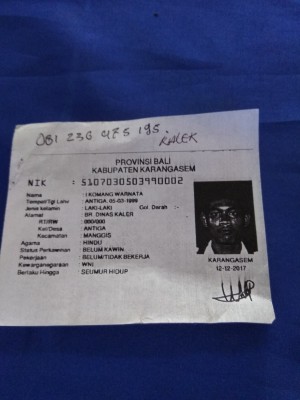 081 236 475 195.
KALER
PROVINSI BALI
KABUPATEN KARANGASEM
NIK : 5107030503990002
Nama : I KOMANG WARNATA
Tempat/Tgl Lahir : ANTIGA, 05-03-1999
Jenis kelamin : LAKI-LAKI Gol. Darah : -
Alamat : BR. DINAS KALER
RT/RW : 000/000
Kel/Desa : ANTIGA
Kecamatan : MANGGIS
Agama : HINDU
Status Perkawinan : BELUM KAWIN
Pekerjaan : BELUM/TIDAK BEKERJA
Kewarganegaraan : WNI
Berlaku Hingga : SEUMUR HIDUP
KARANGASEM
12-12-2017